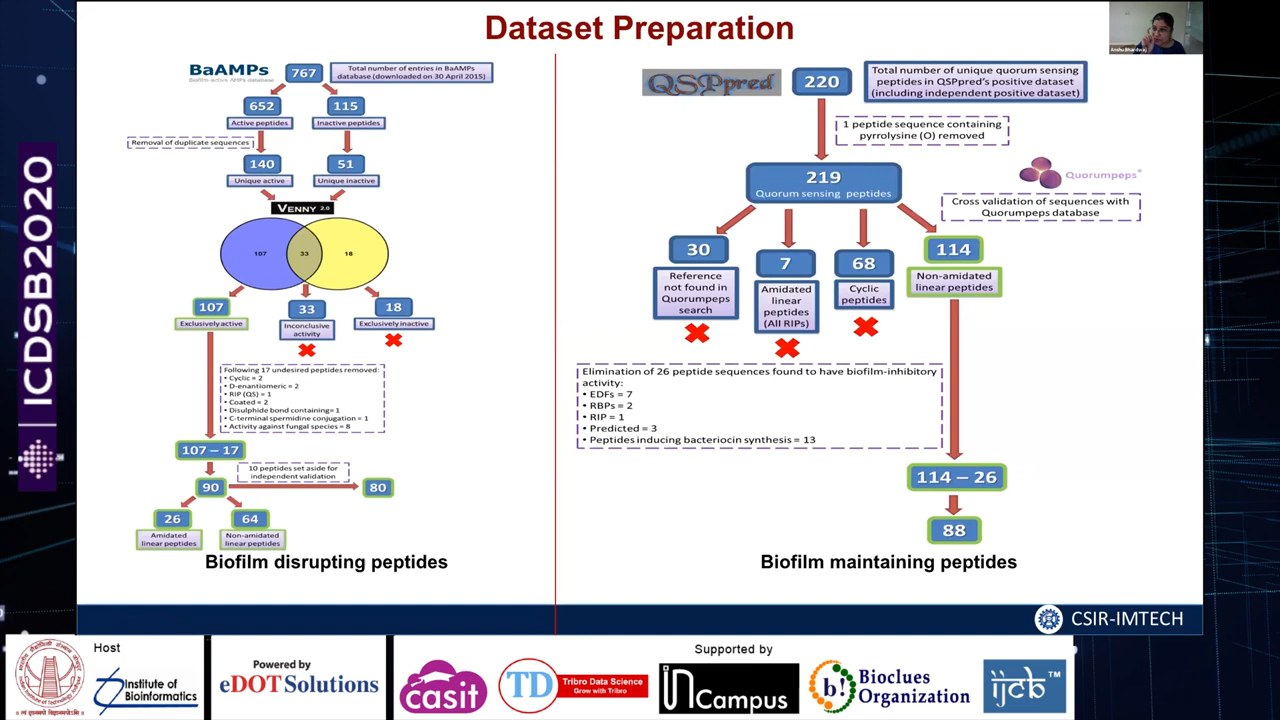 Dataset Preparation
Anshu Bhardwaj
ICDSB2020
BaAMPs
Biofilm-active AMPs database
767
Total number of entries in BaAMPs
database (downloaded on 30 April 2015)
652
115
Active peptides
Inactive peptides
Removal of duplicate sequences
140
51
Unique active
Unique inactive
VENNY 2.0
107
33
18
107
33
18
Exclusively active
Inconclusive
activity
Exclusively inactive
Following 17 undesired peptides removed:
• Cyclic = 2
• D-enantiomeric = 2
• RIP (QS) = 1
• Coated = 2
• Disulphide bond containing= 1
• C-terminal spermidine conjugation = 1
• Activity against fungal species = 8
107 – 17
10 peptides set aside for
independent validation
90
80
26
64
Amidated
linear peptides
Non-amidated
linear peptides
Biofilm disrupting peptides
QSPpred
220
Total number of unique quorum sensing
peptides in QSPpred's positive dataset
(including independent positive dataset)
1 peptide sequence containing
pyrrolysine (O) removed
219
Quorum sensing peptides
Quorumpeps
Cross validation of sequences with
Quorumpeps database
30
7
68
114
Reference
not found in
Quorumpeps
search
Amidated
linear
peptides
(All RIPs)
Cyclic
peptides
Non-amidated
linear peptides
Elimination of 26 peptide sequences found to have biofilm-inhibitory
activity:
• EDFs = 7
• RBPs = 2
• RIP = 1
• Predicted = 3
• Peptides inducing bacteriocin synthesis = 13
114 – 26
88
Biofilm maintaining peptides
CSIR-IMTECH
Host
Institute of
Bioinformatics
Powered by
eDOT Solutions
Supported by
casit
TD
Tribro Data Science
Grow with Tribro
inCampus
b!
Bioclues
Organization
ijcb™